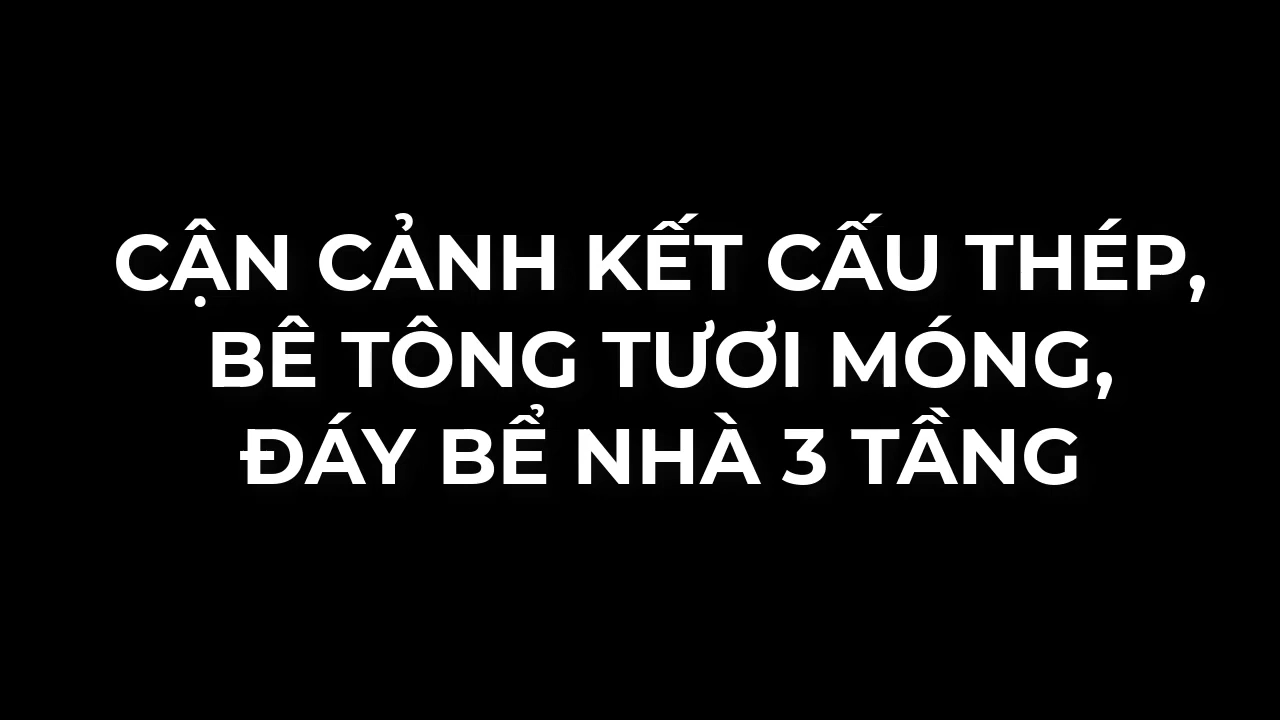 CẬN CẢNH KẾT CẤU THÉP,
BÊ TÔNG TƯƠI MÓNG,
ĐÁY BỂ NHÀ 3 TẦNG